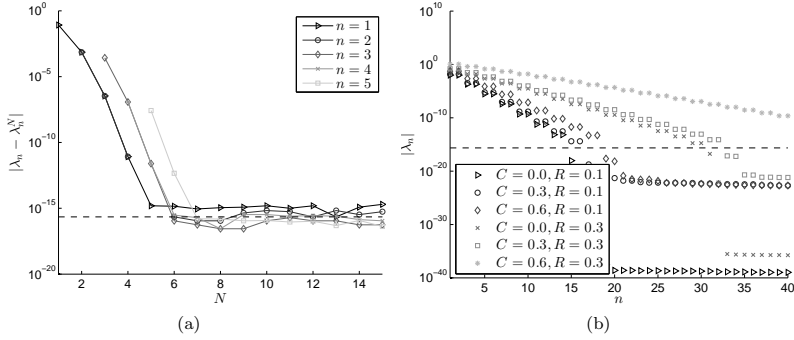 10^0
10^−5
10^−10
10^−15
10^−20
|λ_n − λ_n^N|
2 4 6 8 10 12 14
N
n = 1
n = 2
n = 3
n = 4
n = 5
(a)
10^10
10^0
10^−10
10^−20
10^−30
10^−40
|λ_n|
5 10 15 20 25 30 35 40
n
C = 0.0, R = 0.1
C = 0.3, R = 0.1
C = 0.6, R = 0.1
C = 0.0, R = 0.3
C = 0.3, R = 0.3
C = 0.6, R = 0.3
(b)